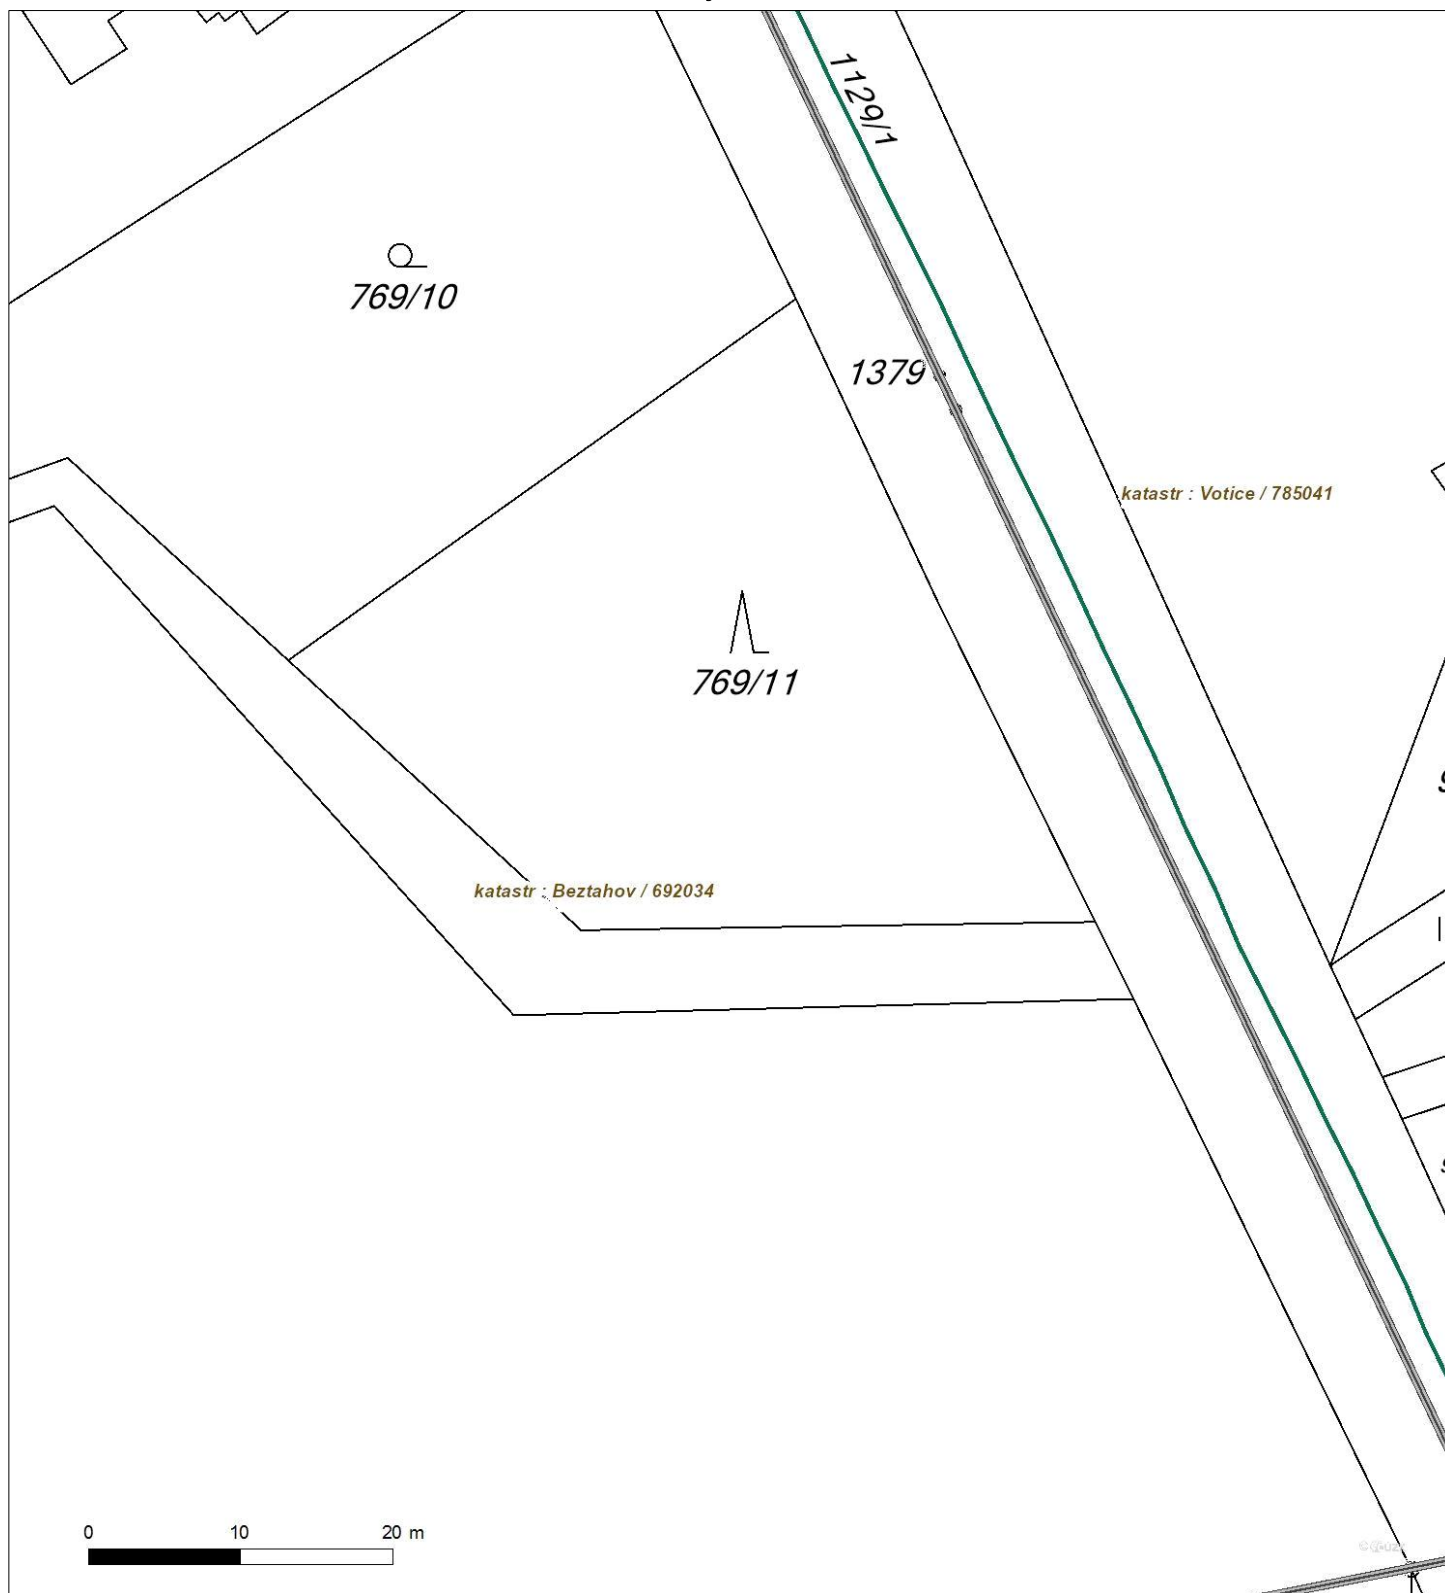 1129/1
769/10
1379
katastr : Votice / 785041
769/11
katastr : Beztahov / 692034
0 10 20 m